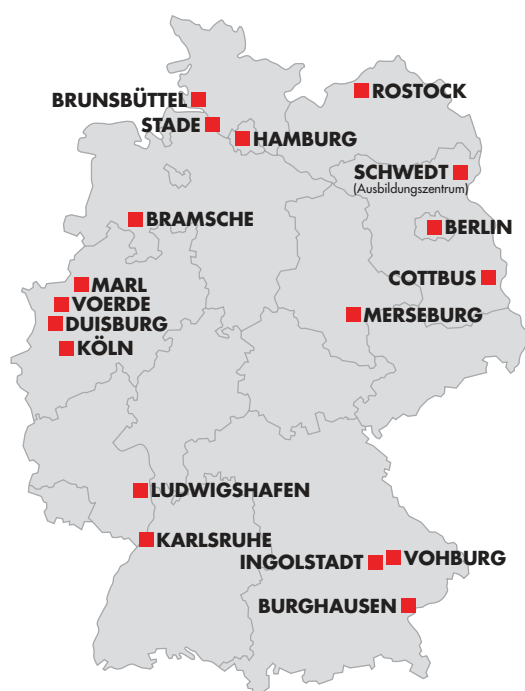 BRUNSBÜTTEL
ROSTOCK
STADE
HAMBURG
SCHWEDT
(Ausbildungszentrum)
BRAMSCHE
BERLIN
COTTBUS
MARL
VOERDE
MERSEBURG
DUISBURG
KÖLN
LUDWIGSHAFEN
KARLSRUHE
INGOLSTADT
VOHBURG
BURGHAUSEN